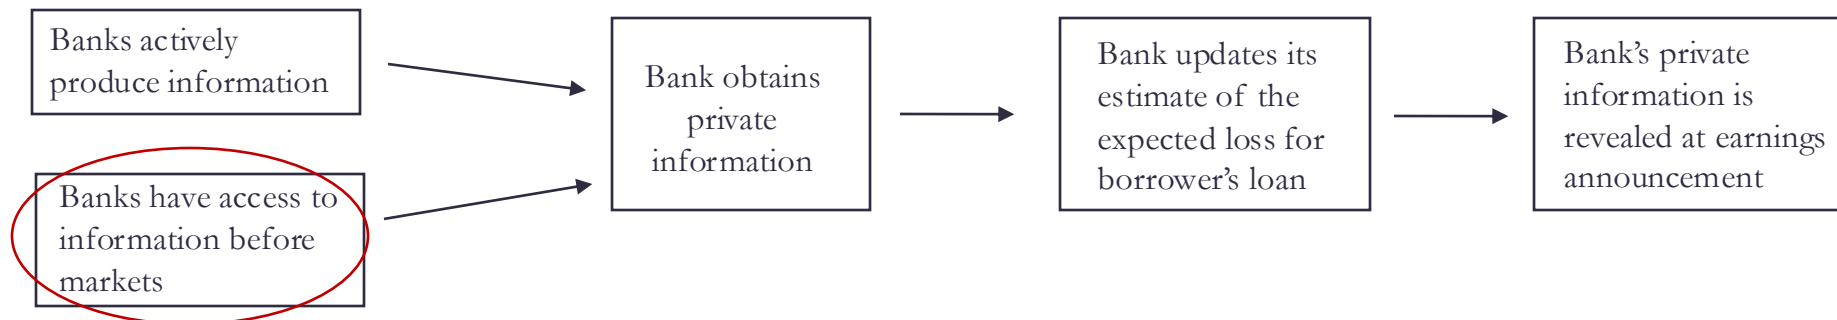 Banks actively
produce information
Banks have access to
information before
markets
Bank obtains
private
information
Bank updates its
estimate of the
expected loss for
borrower’s loan
Bank’s private
information is
revealed at earnings
announcement